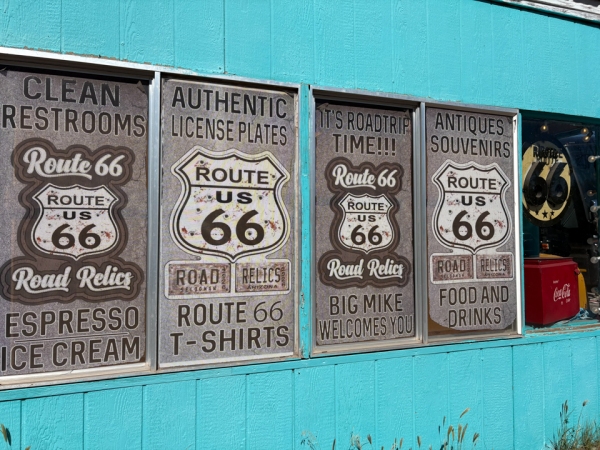 CLEAN
RESTROOMS
Route 66
ROUTE
US
66
Road Relics
ESPRESSO
ICE CREAM
AUTHENTIC
LICENSE PLATES
ROUTE
US
66
ROAD RELICS
ROUTE 66
T-SHIRTS
IT'S ROADTRIP
TIME!!!
Route 66
ROUTE
US
66
Road Relics
BIG MIKE
WELCOMES YOU
ANTIQUES
SOUVENIRS
ROUTE
US
66
ROAD RELICS
FOOD AND
DRINKS
ROUTE
66
Coca-Cola